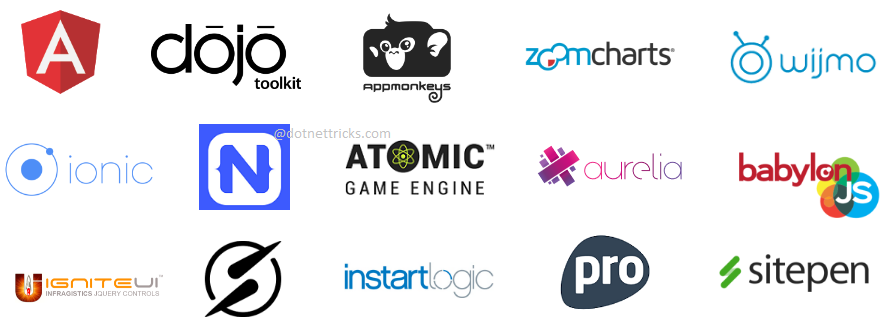 A
dōjō
toolkit
appmonkeys
zoomcharts®
wijmo
@dotnettricks.com
ionic
N
ATOMIC™
GAME ENGINE
aurelia
babylon
JS
IGNITEUI™
INFRAGISTICS JQUERY CONTROLS
instartlogic
pro
sitepen